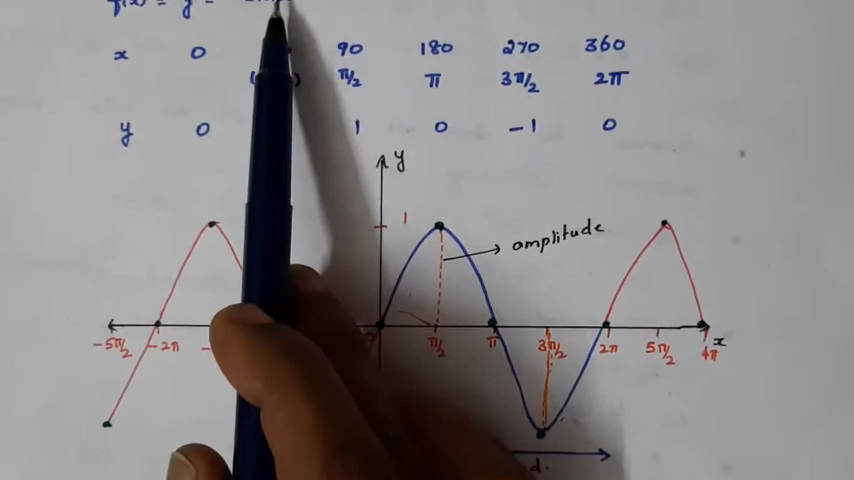 f(x) = y =
x 0 90 180 270 360
π/2 π 3π/2 2π
y 0 1 0 -1 0
y
1
amplitude
-5π/2 -2π π/2 π 3π/2 2π 5π/2 4π x
d.